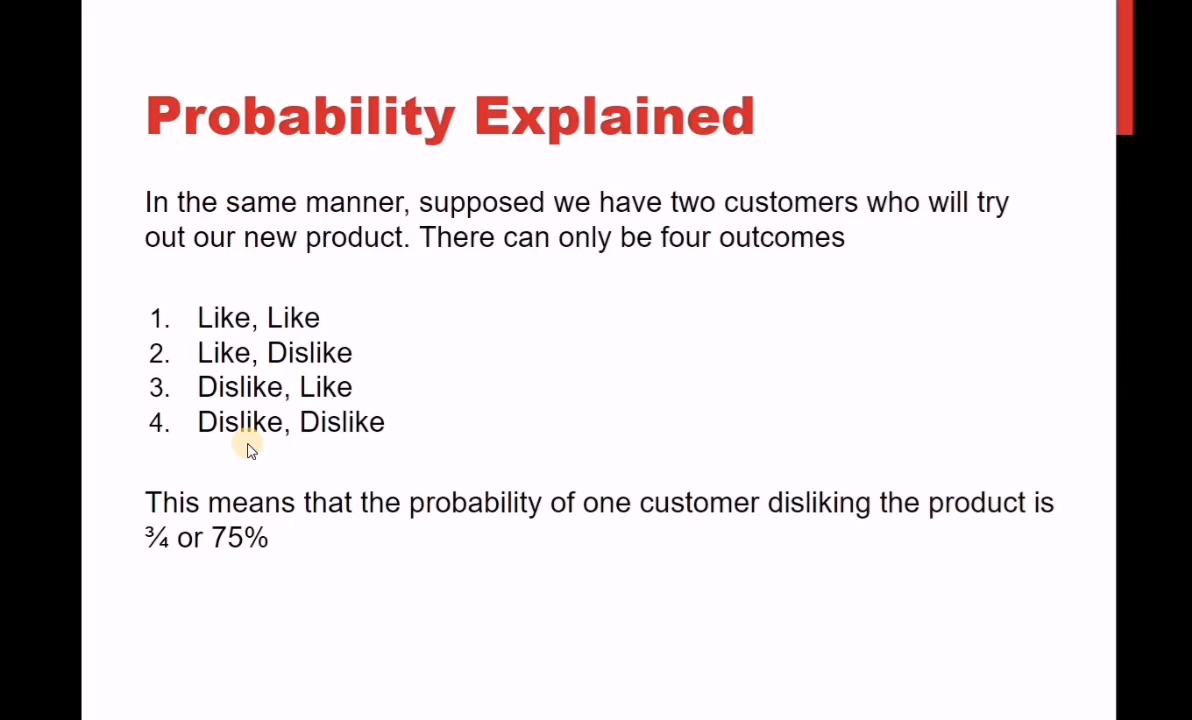 Probability Explained
In the same manner, supposed we have two customers who will try
out our new product. There can only be four outcomes
1. Like, Like
2. Like, Dislike
3. Dislike, Like
4. Dislike, Dislike
This means that the probability of one customer disliking the product is
¾ or 75%